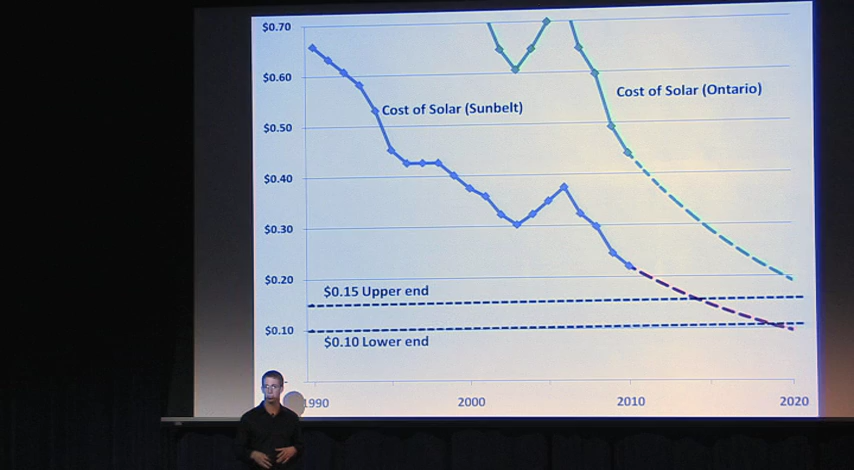 $0.70
$0.60
Cost of Solar (Ontario)
Cost of Solar (Sunbelt)
$0.50
$0.40
$0.30
$0.20
$0.15 Upper end
$0.10
$0.10 Lower end
1990
2000
2010
2020